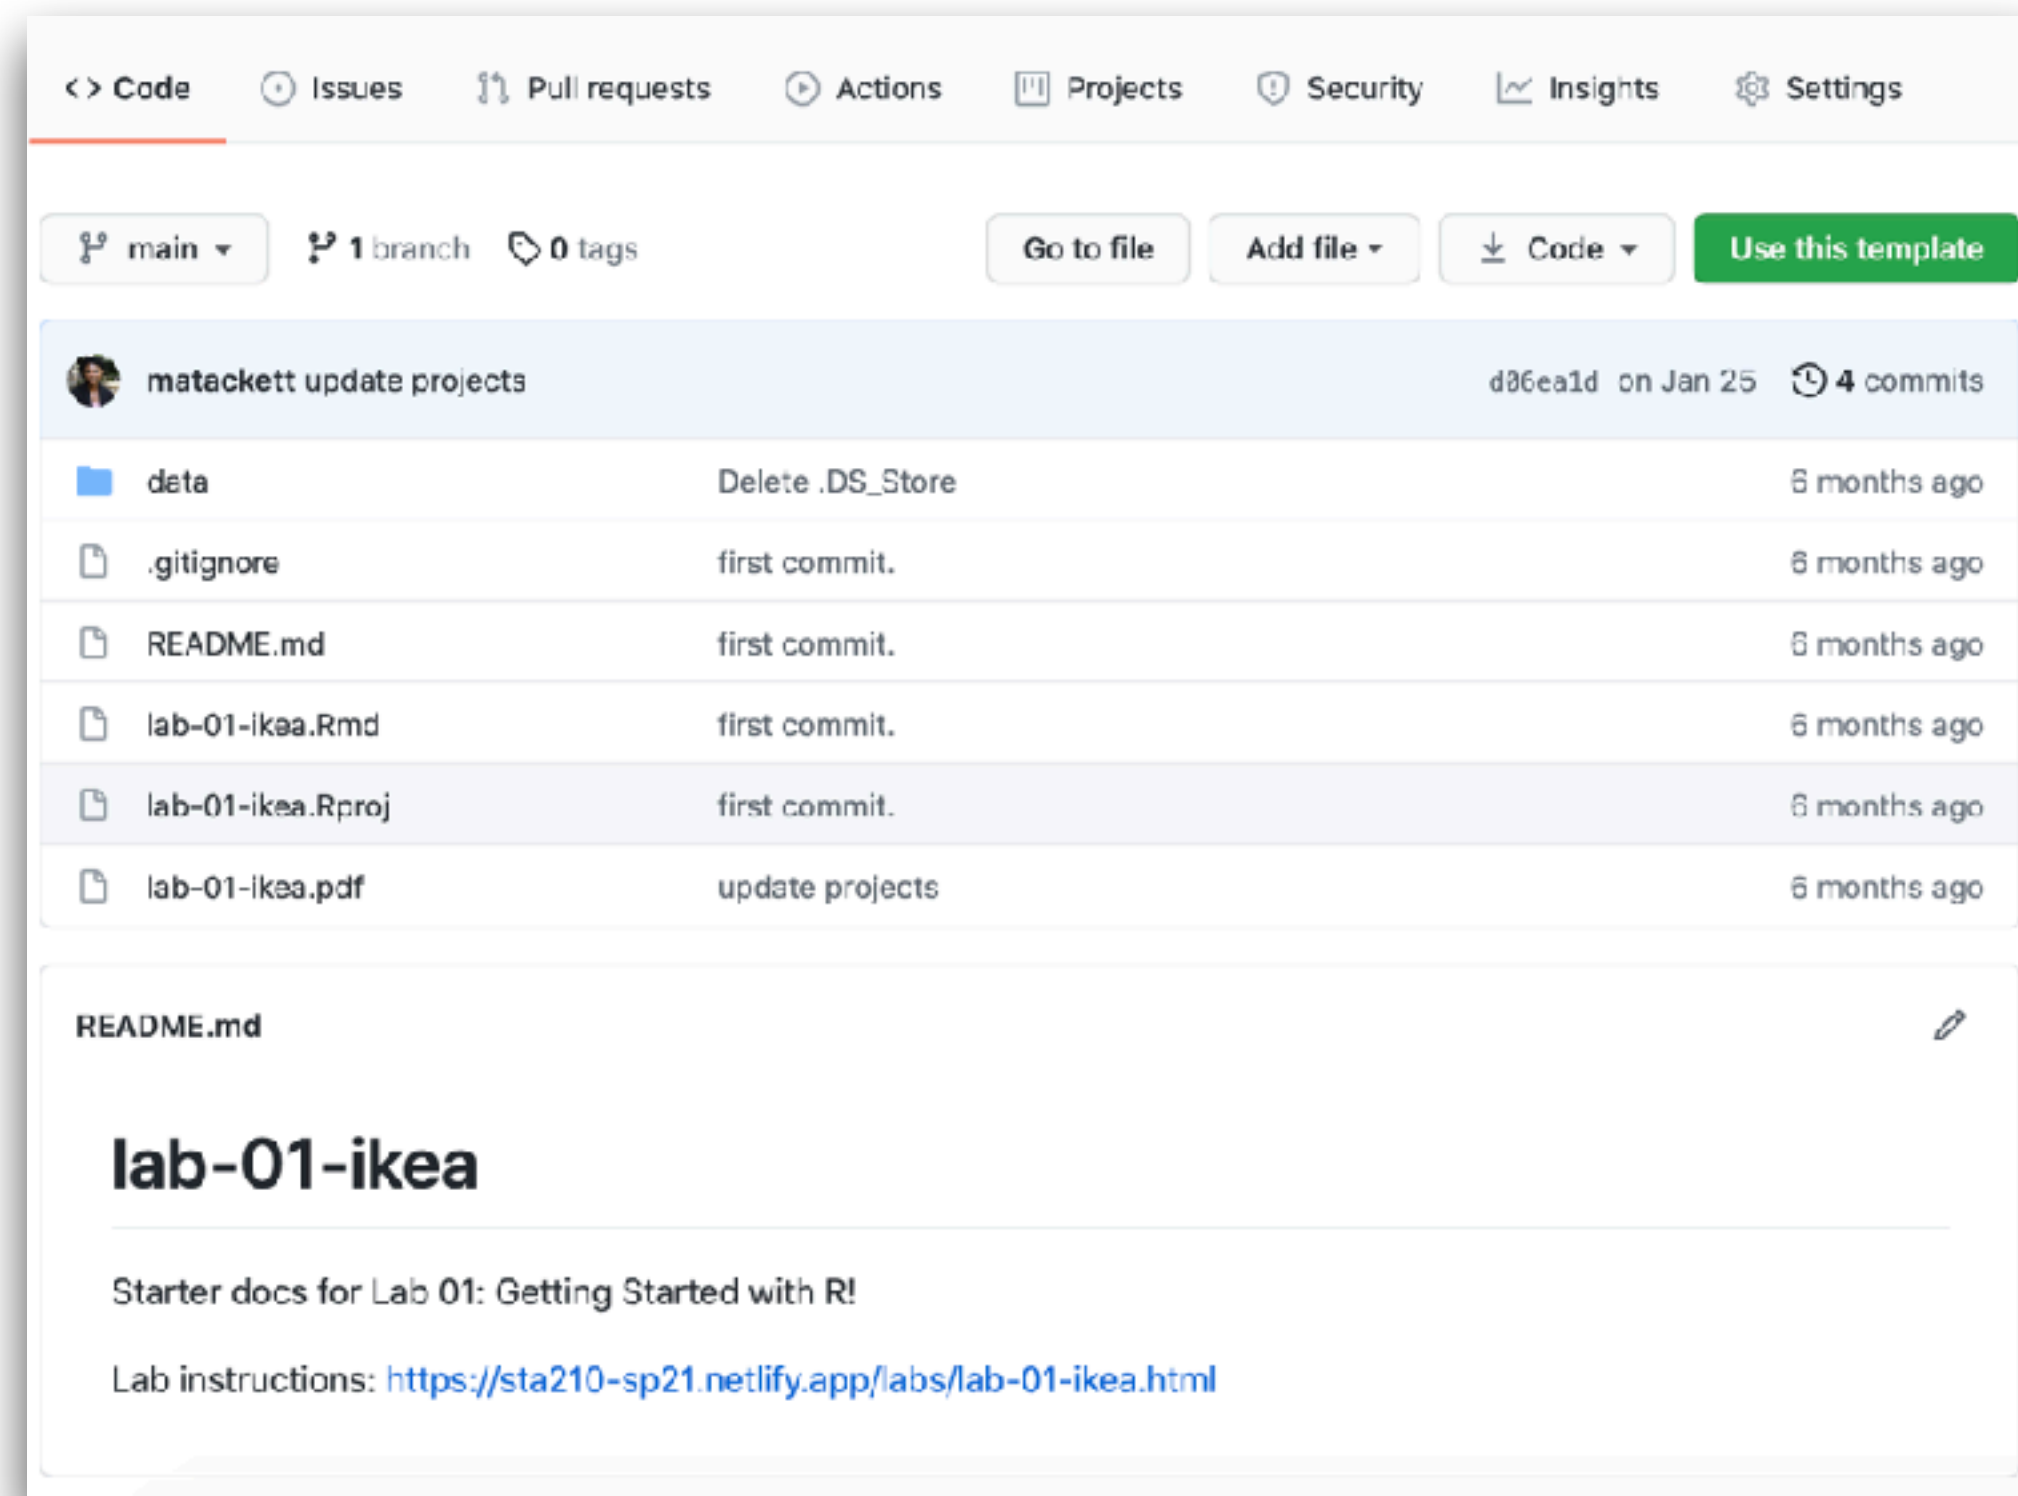 <> Code Issues Pull requests Actions Projects Security Insights Settings
main 1 branch 0 tags Go to file Add file Code Use this template
matackett update projects d06ea1d on Jan 25 4 commits
data Delete .DS_Store 6 months ago
.gitignore first commit. 6 months ago
README.md first commit. 6 months ago
lab-01-ikea.Rmd first commit. 6 months ago
lab-01-ikea.Rproj first commit. 6 months ago
lab-01-ikea.pdf update projects 6 months ago
README.md
lab-01-ikea
Starter docs for Lab 01: Getting Started with R!
Lab instructions: https://sta210-sp21.netlify.app/labs/lab-01-ikea.html